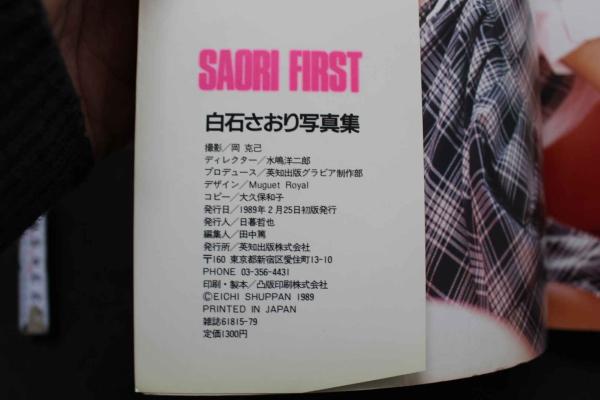 SAORI FIRST
白石さおり写真集
撮影／岡 克己
ディレクター／水嶋洋二郎
プロデュース／英知出版グラビア制作部
デザイン／Muguet Royal
コピー／大久保和子
発行日／1989年2月25日初版発行
発行人／日暮哲也
編集人／田中篤
発行所／英知出版株式会社
〒160 東京都新宿区愛住町13-10
PHONE 03-356-4431
印刷・製本／凸版印刷株式会社
©EICHI SHUPPAN 1989
PRINTED IN JAPAN
雑誌61815-79
定価1300円